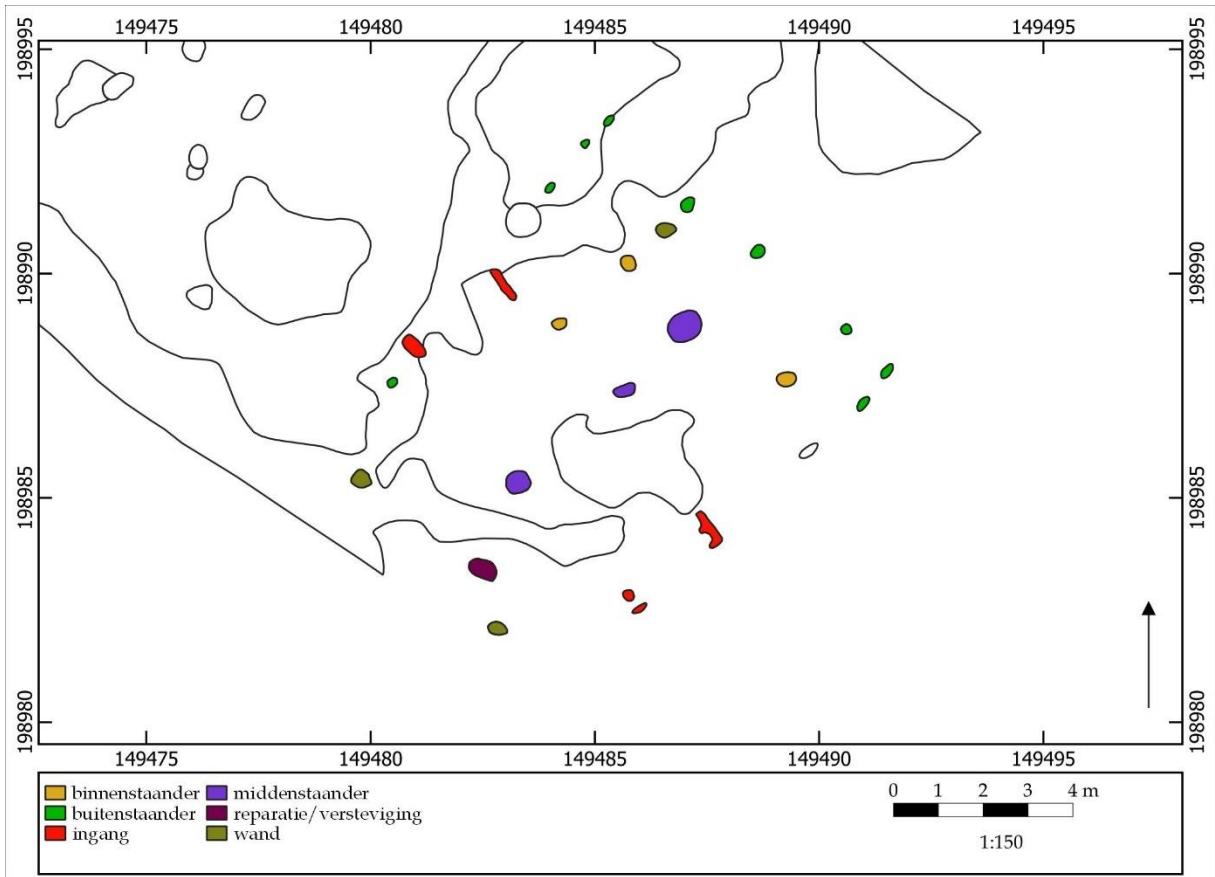 149475 149480 149485 149490 149495
198995 198995
198990 198990
198985 198985
198980 198980
149475 149480 149485 149490 149495
binnenstaander middenstaander
buitenstaander reparatie/versteviging
ingang wand
0 1 2 3 4 m
1:150